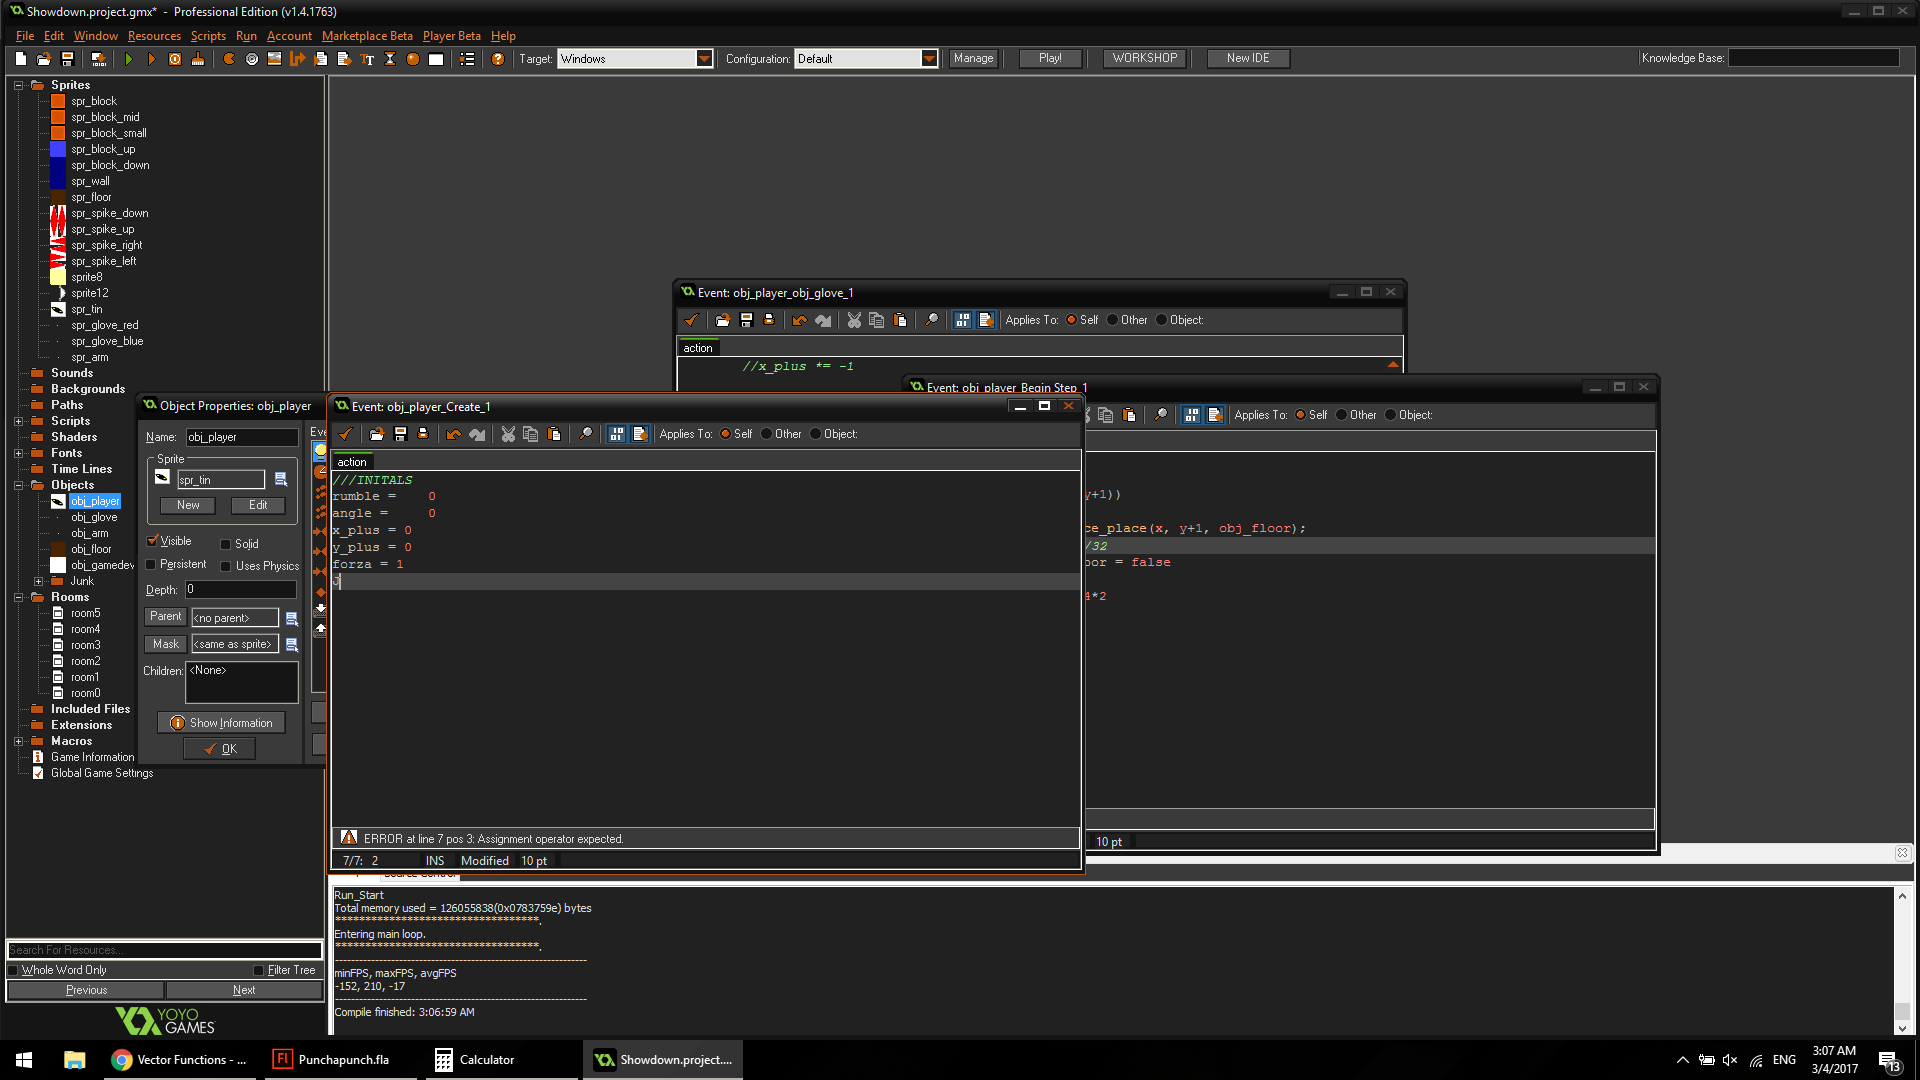 Showdown.project.gmx* - Professional Edition (v1.4.1763)
File Edit Window Resources Scripts Run Account Marketplace Beta Player Beta Help
Target: Windows Configuration: Default Manage Play! WORKSHOP New IDE Knowledge Base:
Sprites
spr_block
spr_block_mid
spr_block_small
spr_block_up
spr_block_down
spr_wall
spr_floor
spr_spike_down
spr_spike_up
spr_spike_right
spr_spike_left
sprite8
sprite12
spr_tin
spr_glove_red
spr_glove_blue
spr_arm
Sounds
Backgrounds
Paths
Scripts
Shaders
Fonts
Time Lines
Objects
obj_player
obj_glove
obj_arm
obj_floor
obj_gamedev
Junk
Rooms
room5
room4
room3
room2
room1
room0
Included Files
Extensions
Macros
Game Information
Global Game Settings
Search For Resources...
Whole Word Only Filter Tree
Previous Next
YOYO
GAMES
Object Properties: obj_player
Name: obj_player
Sprite
spr_tin
New Edit
Visible Solid
Persistent Uses Physics
Depth: 0
Parent <no parent>
Mask <same as sprite>
Children: <None>
Show Information
OK
Eve
Event: obj_player_obj_glove_1
Applies To: Self Other Object:
action
//x_plus *= -1
Event: obj_player_Begin Step_1
Applies To: Self Other Object:
y+1))
ce_place(x, y+1, obj_floor);
/32
oor = false
4*2
10 pt
Event: obj_player_Create_1
Applies To: Self Other Object:
action
///INITALS
rumble = 0
angle = 0
x_plus = 0
y_plus = 0
forza = 1
J
ERROR at line 7 pos 3: Assignment operator expected.
7/7: 2 INS Modified 10 pt
Source Control
Run_Start
Total memory used = 126055838(0x0783759e) bytes
**********************************.
Entering main loop.
**********************************.
minFPS, maxFPS, avgFPS
-152, 210, -17
Compile finished: 3:06:59 AM
Vector Functions - ... Fl Punchapunch.fla Calculator Showdown.project.... ENG 3:07 AM
3/4/2017
13